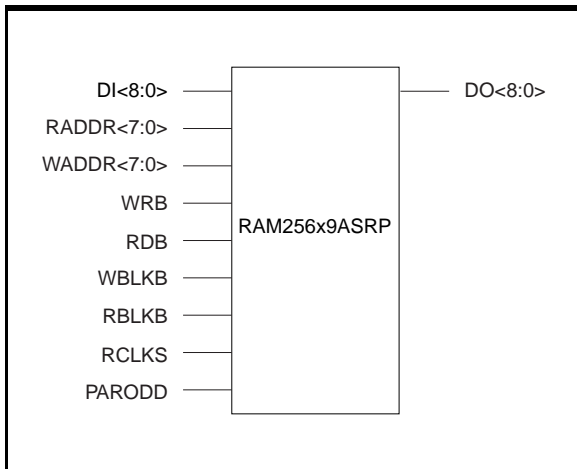 DI<8:0>
DO<8:0>
RADDR<7:0>
WADDR<7:0>
WRB
RAM256x9ASRP
RDB
WBLKB
RBLKB
RCLKS
PARODD